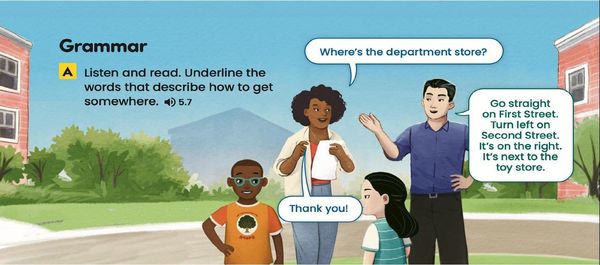 Grammar
A Listen and read. Underline the
words that describe how to get
somewhere. 5.7
Where's the department store?
Go straight
on First Street.
Turn left on
Second Street.
It's on the right.
It's next to the
toy store.
Thank you!